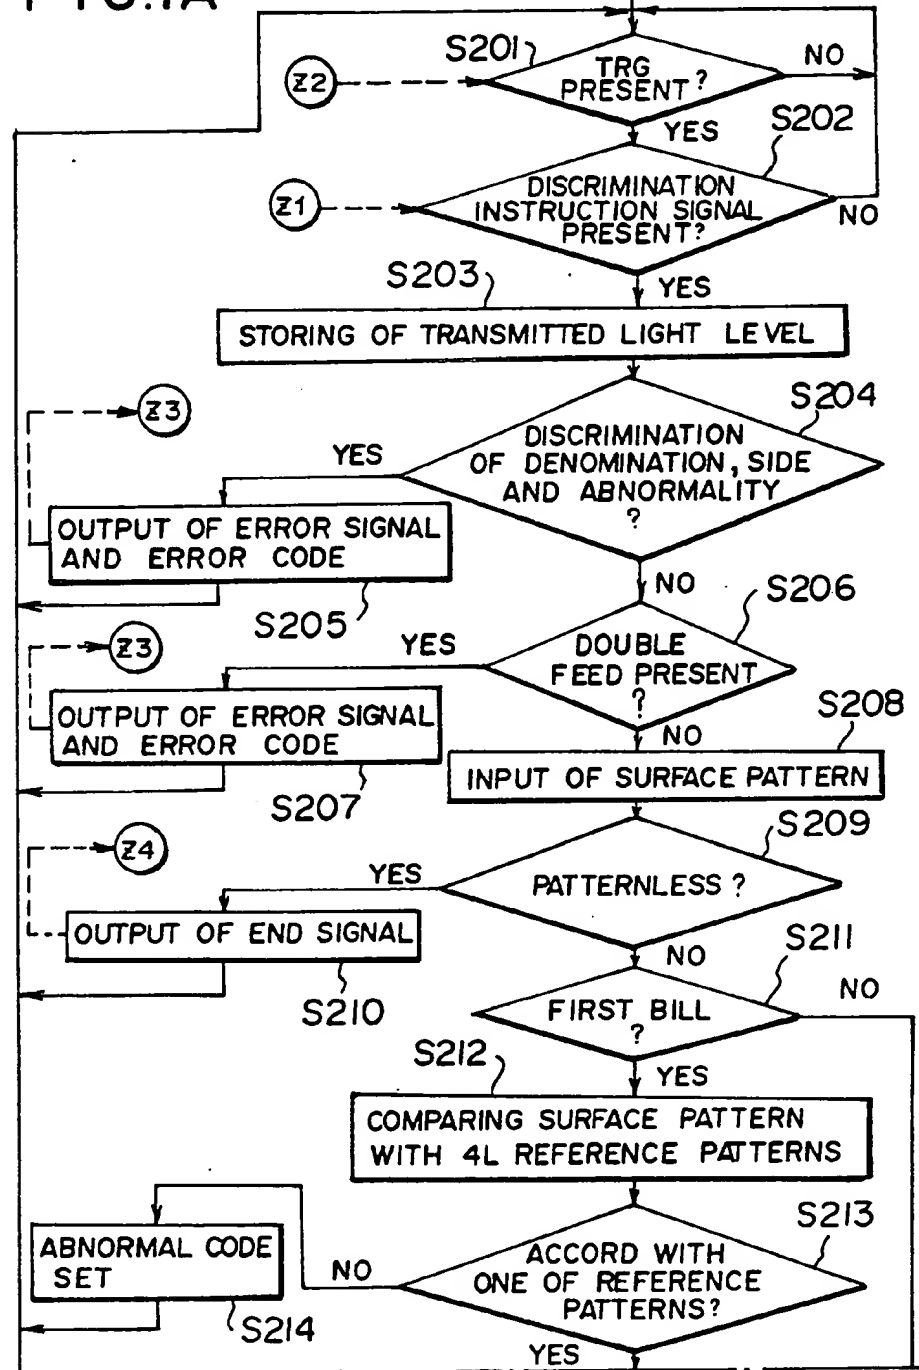 FIG.1A
S201
TRG
PRESENT?
NO
Z2
YES
S202
DISCRIMINATION
INSTRUCTION SIGNAL
PRESENT?
Z1
NO
S203
YES
STORING OF TRANSMITTED LIGHT LEVEL
Z3
S204
DISCRIMINATION
OF DENOMINATION, SIDE
AND ABNORMALITY
?
YES
OUTPUT OF ERROR SIGNAL
AND ERROR CODE
NO
S205
S206
Z3
YES
DOUBLE
FEED PRESENT
?
OUTPUT OF ERROR SIGNAL
AND ERROR CODE
NO
S208
INPUT OF SURFACE PATTERN
S207
S209
Z4
YES
PATTERNLESS ?
OUTPUT OF END SIGNAL
NO
S211
S210
FIRST BILL
?
NO
S212
YES
COMPARING SURFACE PATTERN
WITH 4L REFERENCE PATTERNS
S213
ABNORMAL CODE
SET
NO
ACCORD WITH
ONE OF REFERENCE
PATTERNS?
S214
YES